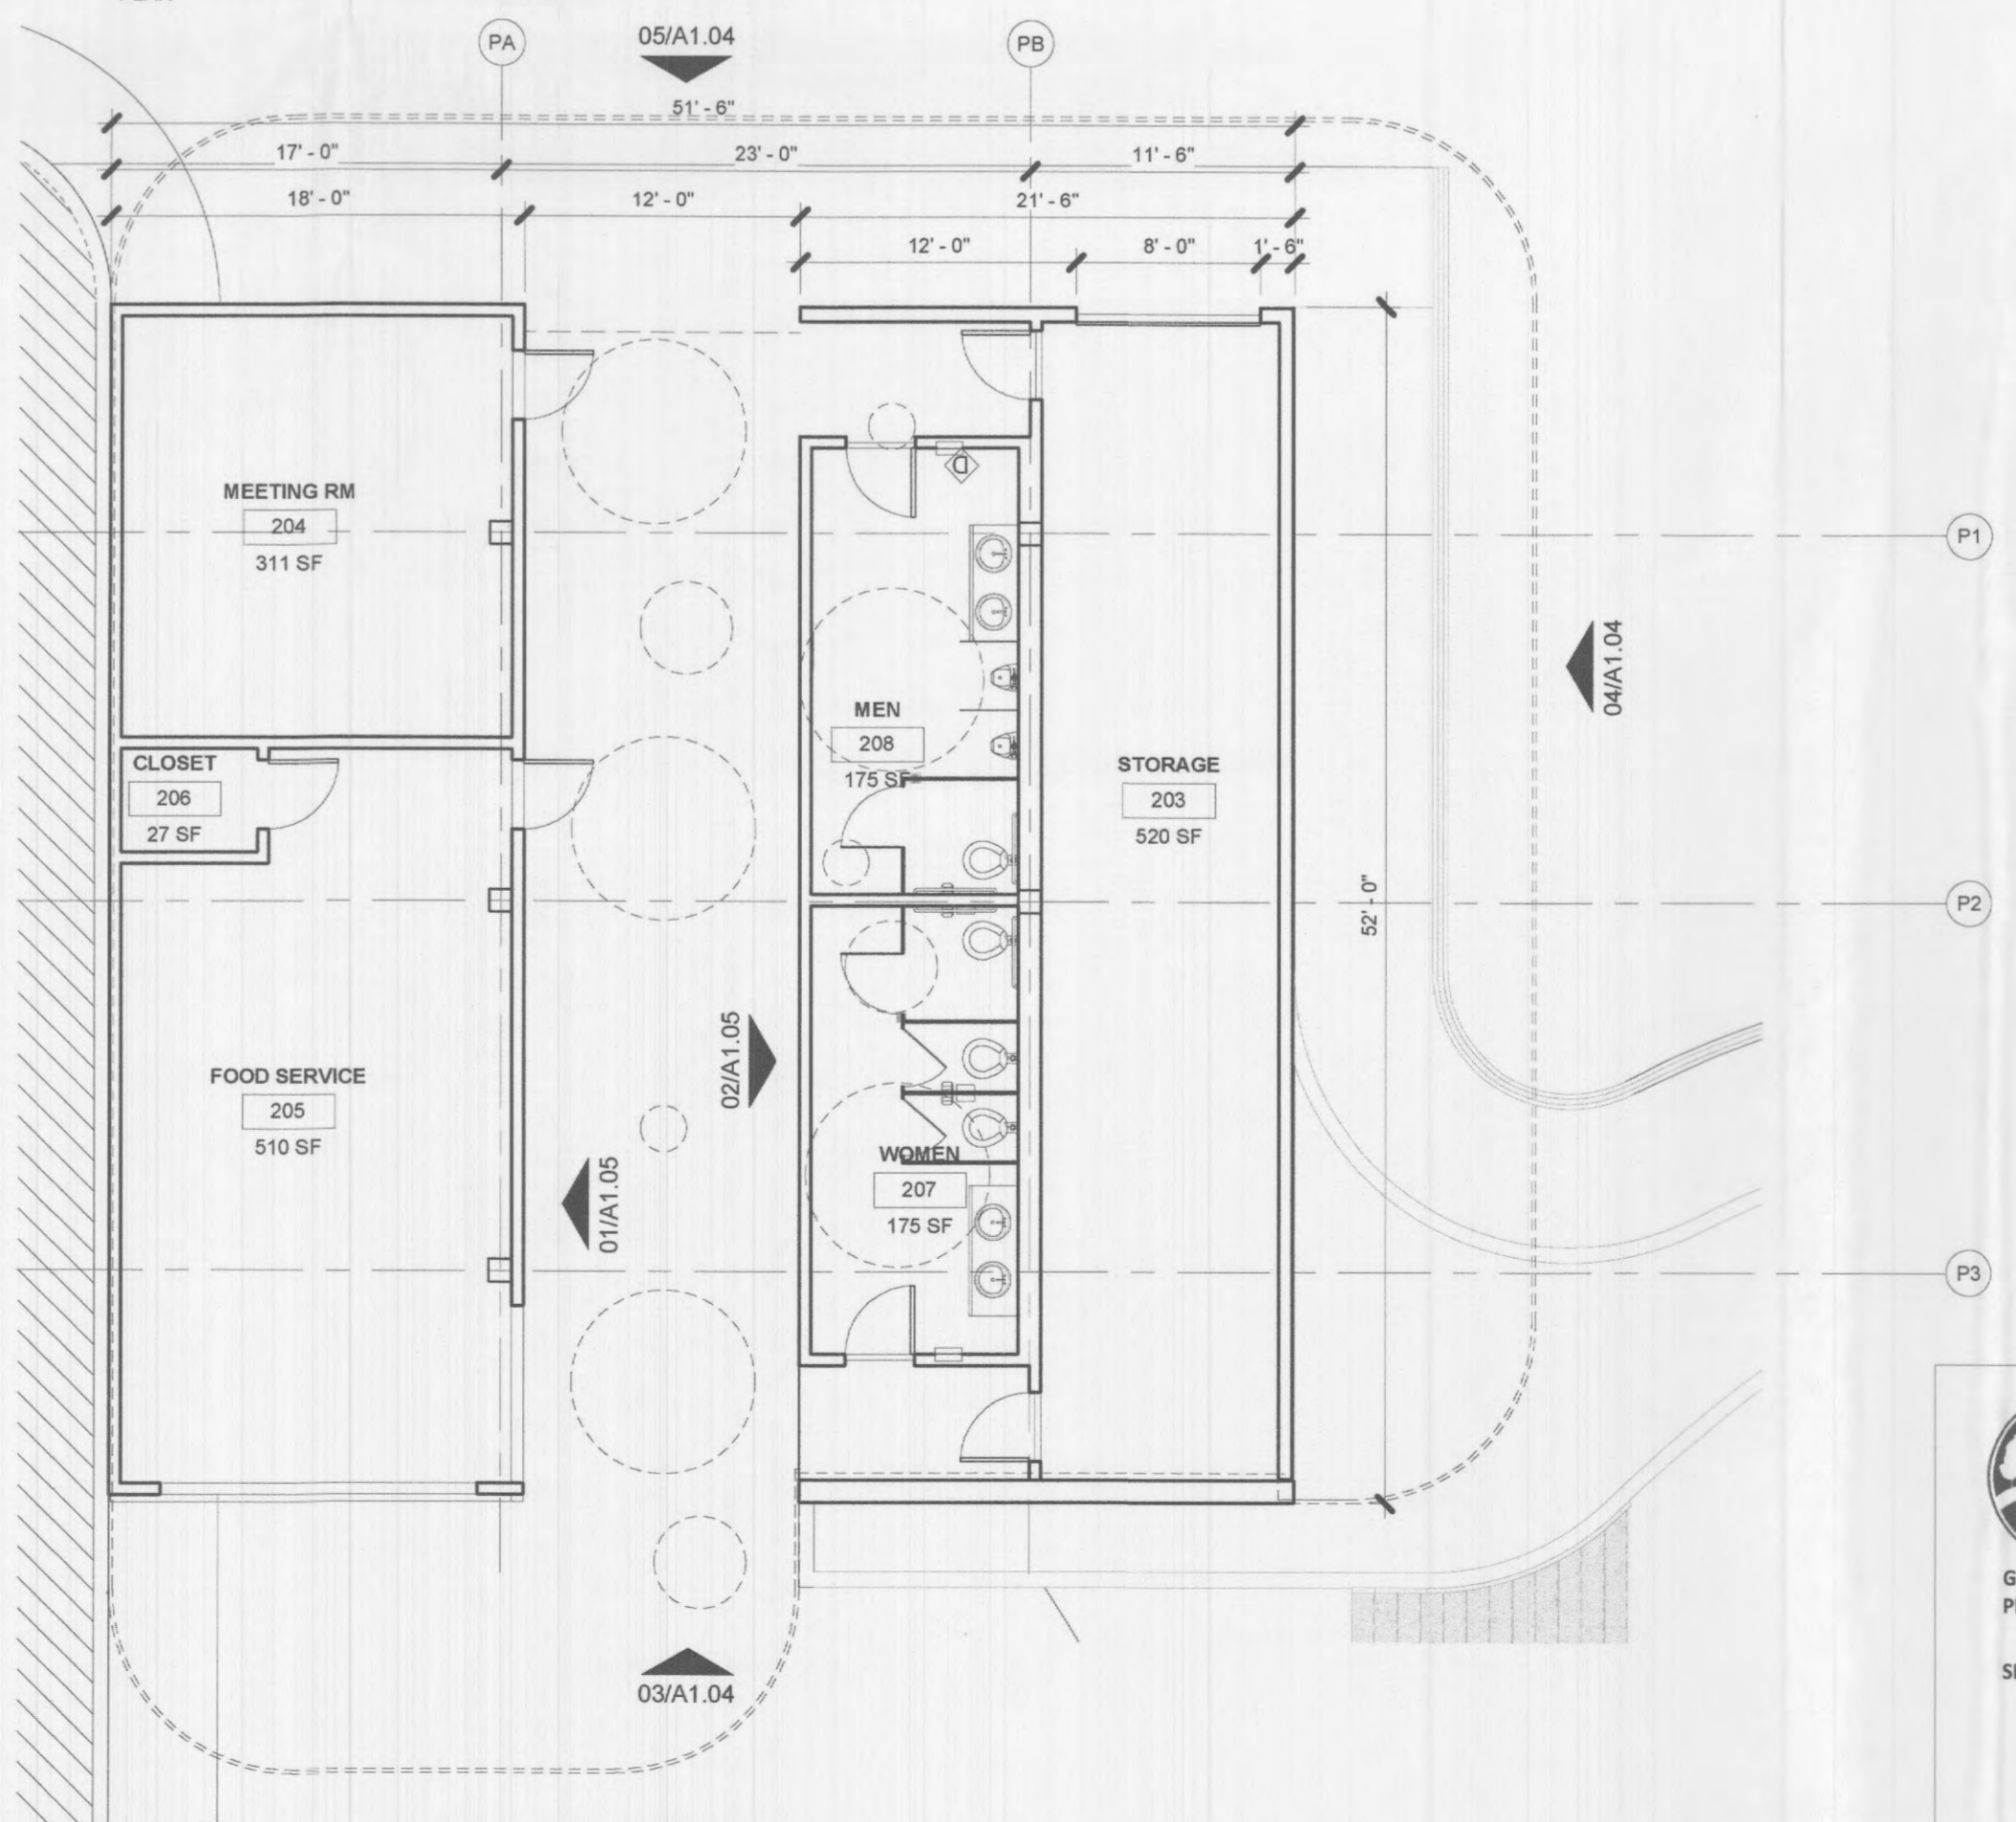 PA
05/A1.04
PB
51' - 6"
17' - 0"
23' - 0"
11' - 6"
18' - 0"
12' - 0"
21' - 6"
12' - 0"
8' - 0"
1' - 6"
MEETING RM
204
311 SF
D
P1
04/A1.04
MEN
208
175 SF
CLOSET
206
27 SF
STORAGE
203
520 SF
52' - 0"
P2
02/A1.05
FOOD SERVICE
205
510 SF
01/A1.05
WOMEN
207
175 SF
P3
03/A1.04